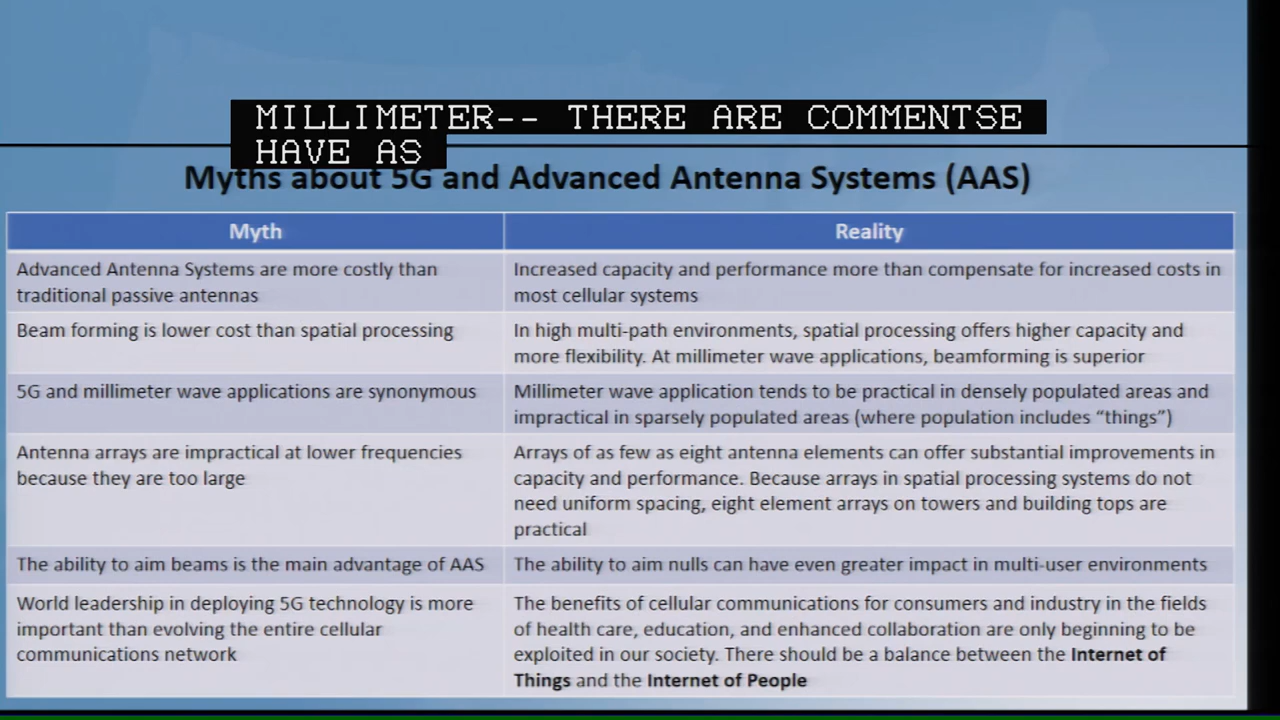 MILLIMETER-- THERE ARE COMMENTSE
HAVE AS
Myths about 5G and Advanced Antenna Systems (AAS)
Myth
Reality
Advanced Antenna Systems are more costly than
traditional passive antennas
Increased capacity and performance more than compensate for increased costs in
most cellular systems
Beam forming is lower cost than spatial processing
In high multi-path environments, spatial processing offers higher capacity and
more flexibility. At millimeter wave applications, beamforming is superior
5G and millimeter wave applications are synonymous
Millimeter wave application tends to be practical in densely populated areas and
impractical in sparsely populated areas (where population includes “things”)
Antenna arrays are impractical at lower frequencies
because they are too large
Arrays of as few as eight antenna elements can offer substantial improvements in
capacity and performance. Because arrays in spatial processing systems do not
need uniform spacing, eight element arrays on towers and building tops are
practical
The ability to aim beams is the main advantage of AAS
The ability to aim nulls can have even greater impact in multi-user environments
World leadership in deploying 5G technology is more
important than evolving the entire cellular
communications network
The benefits of cellular communications for consumers and industry in the fields
of health care, education, and enhanced collaboration are only beginning to be
exploited in our society. There should be a balance between the Internet of
Things and the Internet of People